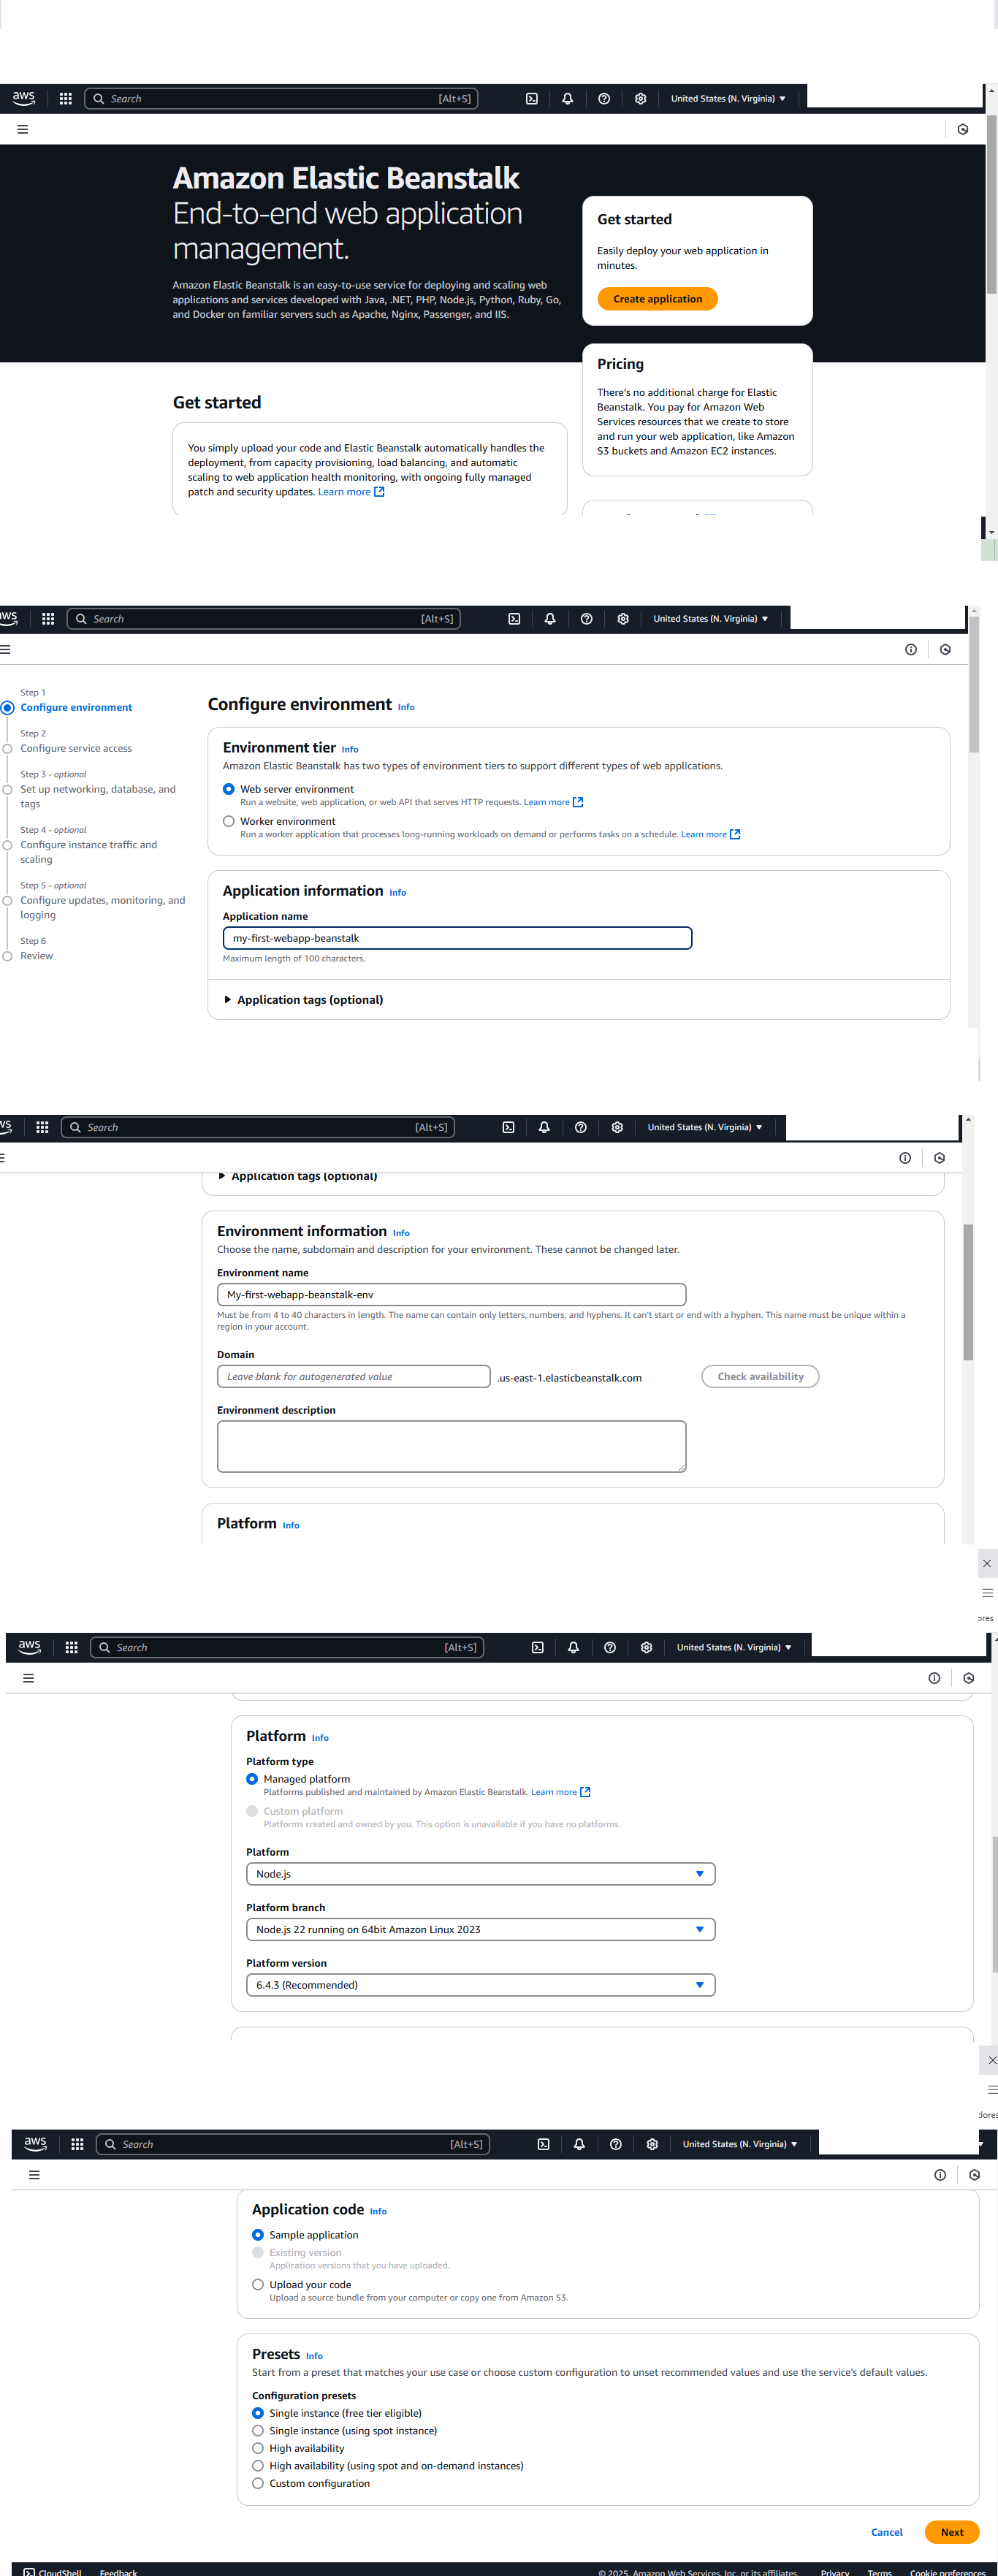 aws
Search [Alt+S] United States (N. Virginia)
Amazon Elastic Beanstalk
End-to-end web application
management.
Amazon Elastic Beanstalk is an easy-to-use service for deploying and scaling web
applications and services developed with Java, .NET, PHP, Node.js, Python, Ruby, Go,
and Docker on familiar servers such as Apache, Nginx, Passenger, and IIS.
Get started
Easily deploy your web application in
minutes.
Create application
Pricing
There's no additional charge for Elastic
Beanstalk. You pay for Amazon Web
Services resources that we create to store
and run your web application, like Amazon
S3 buckets and Amazon EC2 instances.
Get started
You simply upload your code and Elastic Beanstalk automatically handles the
deployment, from capacity provisioning, load balancing, and automatic
scaling to web application health monitoring, with ongoing fully managed
patch and security updates. Learn more
aws
Search [Alt+S] United States (N. Virginia)
Step 1
Configure environment
Step 2
Configure service access
Step 3 - optional
Set up networking, database, and
tags
Step 4 - optional
Configure instance traffic and
scaling
Step 5 - optional
Configure updates, monitoring, and
logging
Step 6
Review
Configure environment Info
Environment tier Info
Amazon Elastic Beanstalk has two types of environment tiers to support different types of web applications.
Web server environment
Run a website, web application, or web API that serves HTTP requests. Learn more
Worker environment
Run a worker application that processes long-running workloads on demand or performs tasks on a schedule. Learn more
Application information Info
Application name
my-first-webapp-beanstalk
Maximum length of 100 characters.
Application tags (optional)
Search [Alt+S] United States (N. Virginia)
Application tags (optional)
Environment information Info
Choose the name, subdomain and description for your environment. These cannot be changed later.
Environment name
My-first-webapp-beanstalk-env
Must be from 4 to 40 characters in length. The name can contain only letters, numbers, and hyphens. It can't start or end with a hyphen. This name must be unique within a
region in your account.
Domain
Leave blank for autogenerated value .us-east-1.elasticbeanstalk.com Check availability
Environment description
Platform Info
ores
aws
Search [Alt+S] United States (N. Virginia)
Platform Info
Platform type
Managed platform
Platforms published and maintained by Amazon Elastic Beanstalk. Learn more
Custom platform
Platforms created and owned by you. This option is unavailable if you have no platforms.
Platform
Node.js
Platform branch
Node.js 22 running on 64bit Amazon Linux 2023
Platform version
6.4.3 (Recommended)
dores
aws
Search [Alt+S] United States (N. Virginia)
Application code Info
Sample application
Existing version
Application versions that you have uploaded.
Upload your code
Upload a source bundle from your computer or copy one from Amazon S3.
Presets Info
Start from a preset that matches your use case or choose custom configuration to unset recommended values and use the service's default values.
Configuration presets
Single instance (free tier eligible)
Single instance (using spot instance)
High availability
High availability (using spot and on-demand instances)
Custom configuration
Cancel Next
CloudShell Feedback © 2025, Amazon Web Services, Inc. or its affiliates. Privacy Terms Cookie preferences